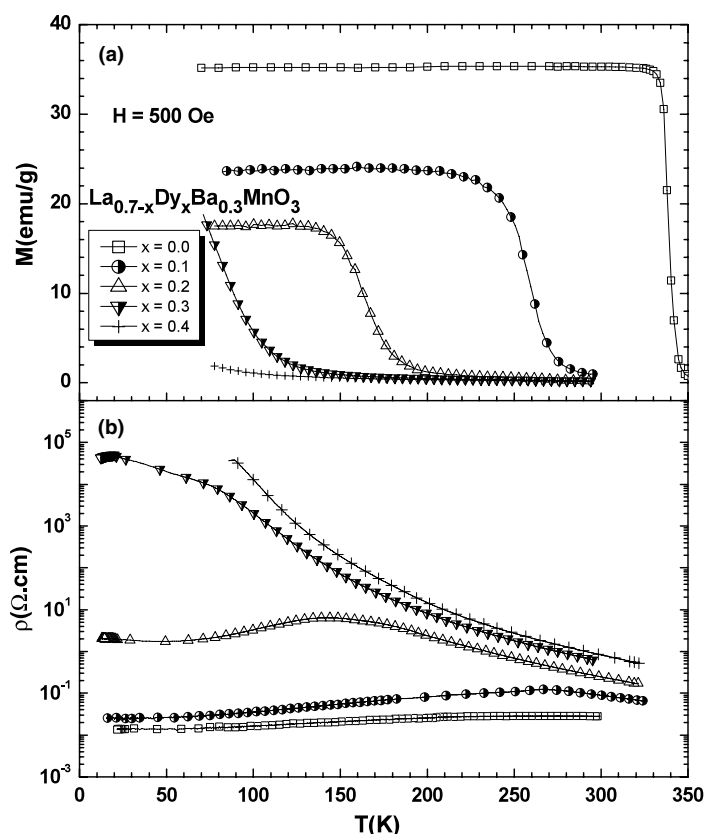 40
(a)
H = 500 Oe
30
20
10
0
M(emu/g)
La0.7-xDyxBa0.3MnO3
x = 0.0
x = 0.1
x = 0.2
x = 0.3
x = 0.4
(b)
10^5
10^3
10^1
10^-1
10^-3
ρ(Ω.cm)
0 50 100 150 200 250 300 350
T(K)